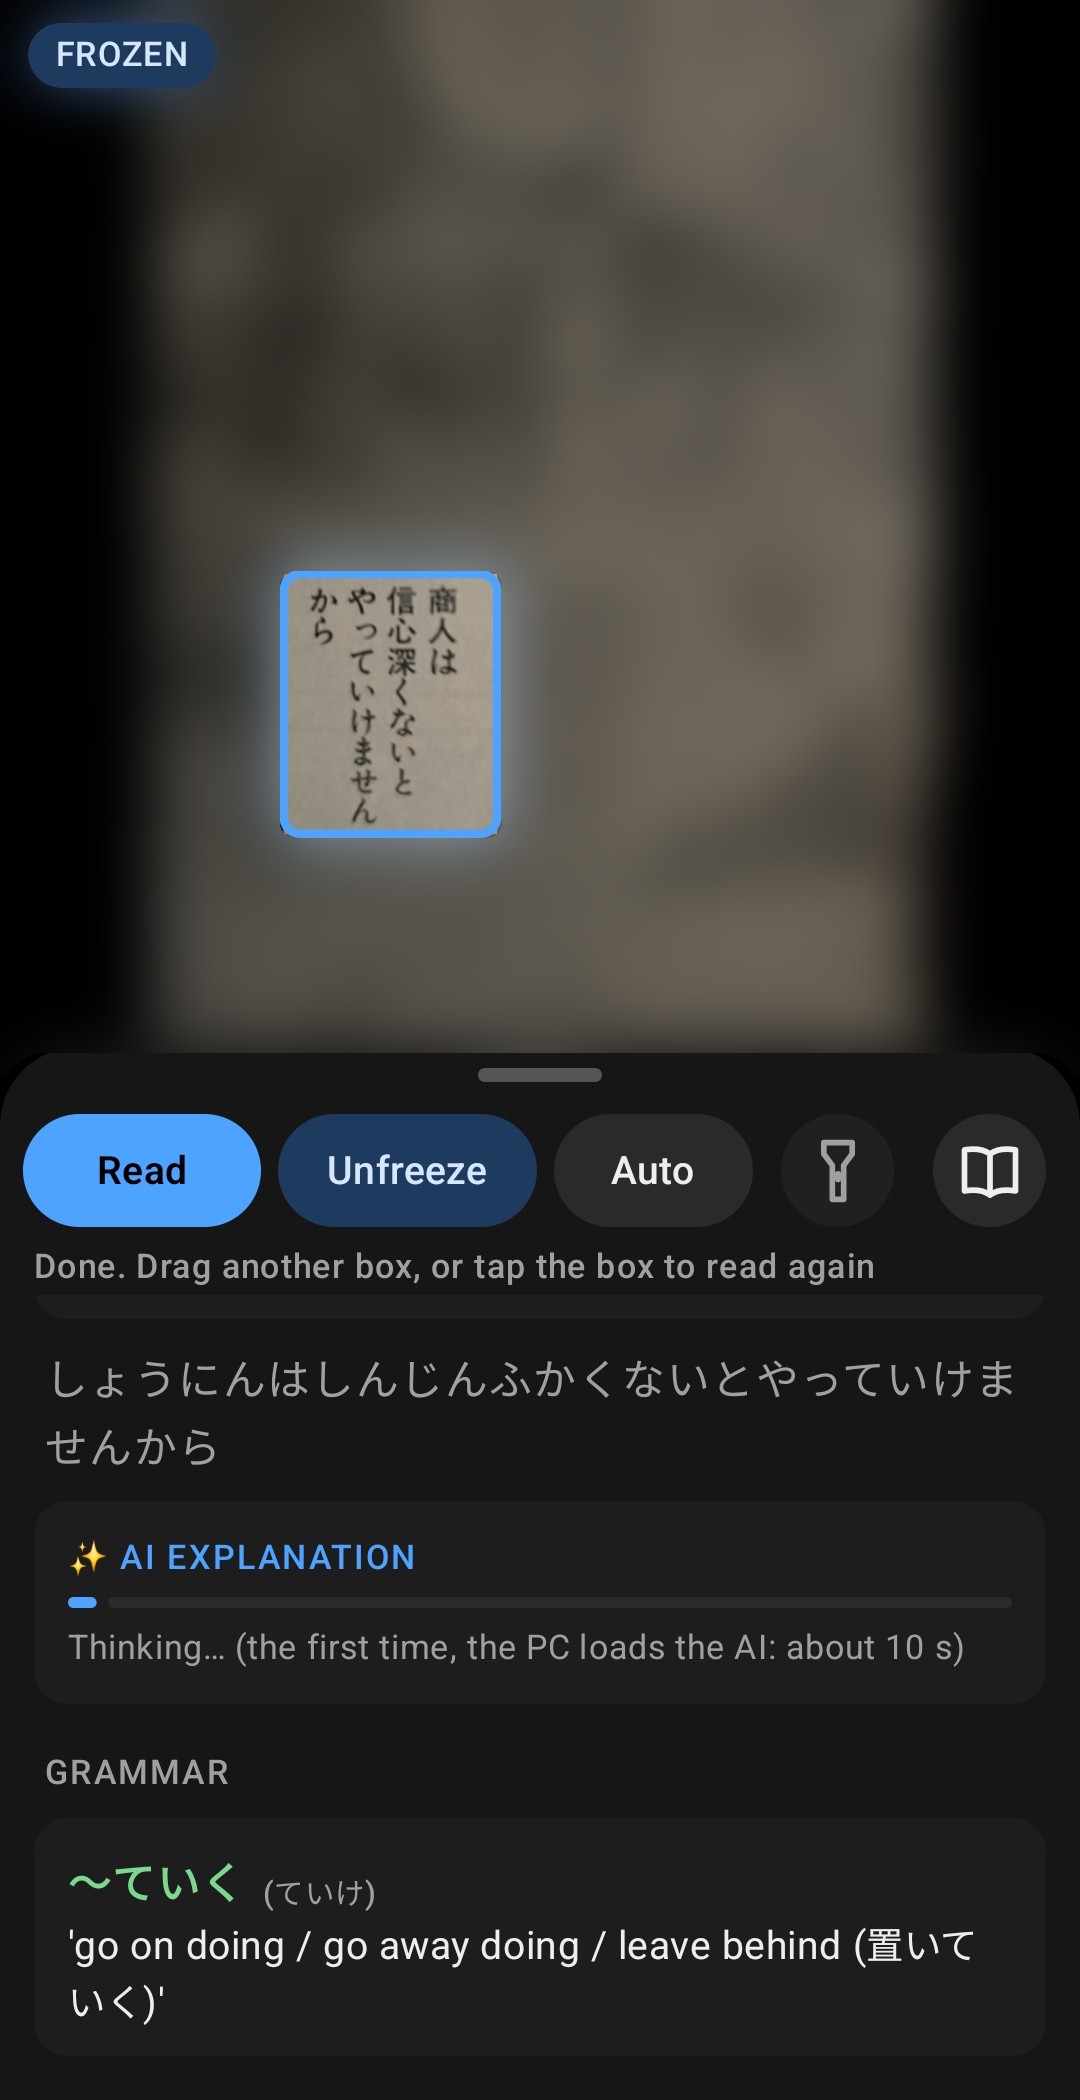 FROZEN
商人は
信心深くないと
やっていけません
から
Read
Unfreeze
Auto
Done. Drag another box, or tap the box to read again
しょうにんはしんじんふかくないとやっていけま
せんから
✨ AI EXPLANATION
Thinking… (the first time, the PC loads the AI: about 10 s)
GRAMMAR
〜ていく (ていけ)
'go on doing / go away doing / leave behind (置いて
いく)'